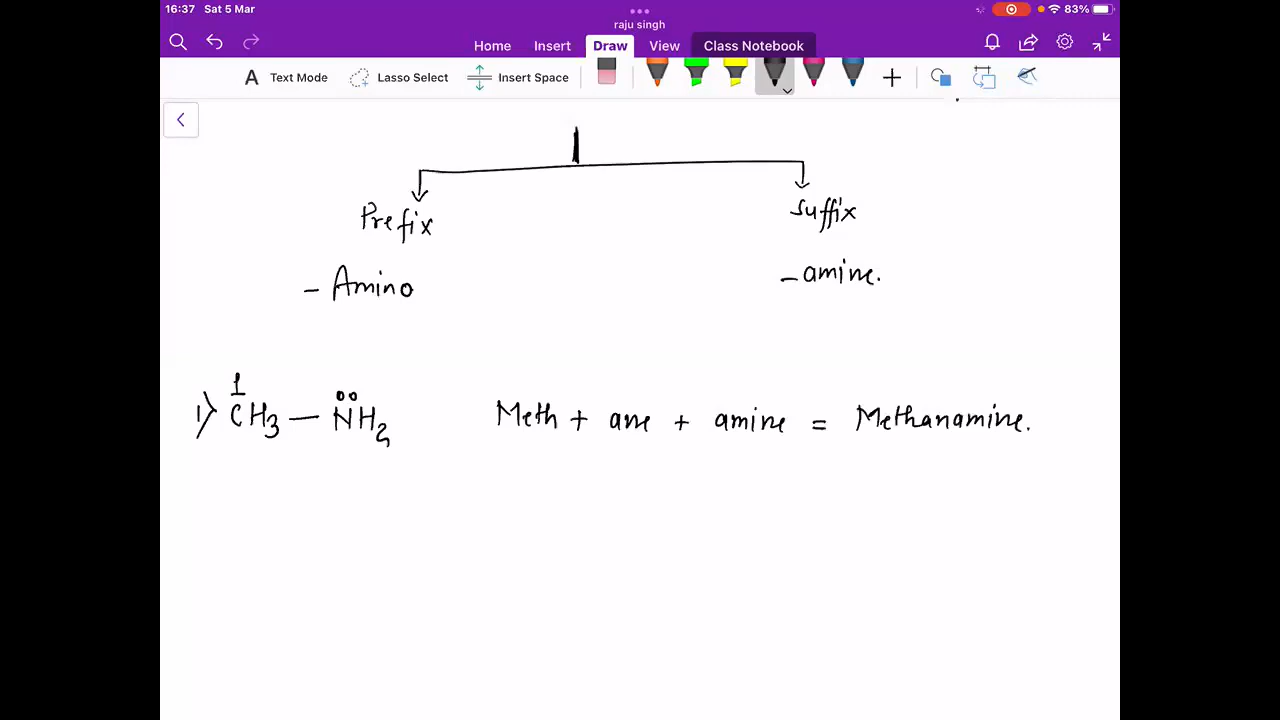 16:37 Sat 5 Mar
83%
raju singh
Home Insert Draw View Class Notebook
A Text Mode Lasso Select Insert Space
Prefix
Suffix
- Amino
- amine.
1) 1
CH3 — NH2 Meth + ane + amine = Methanamine.